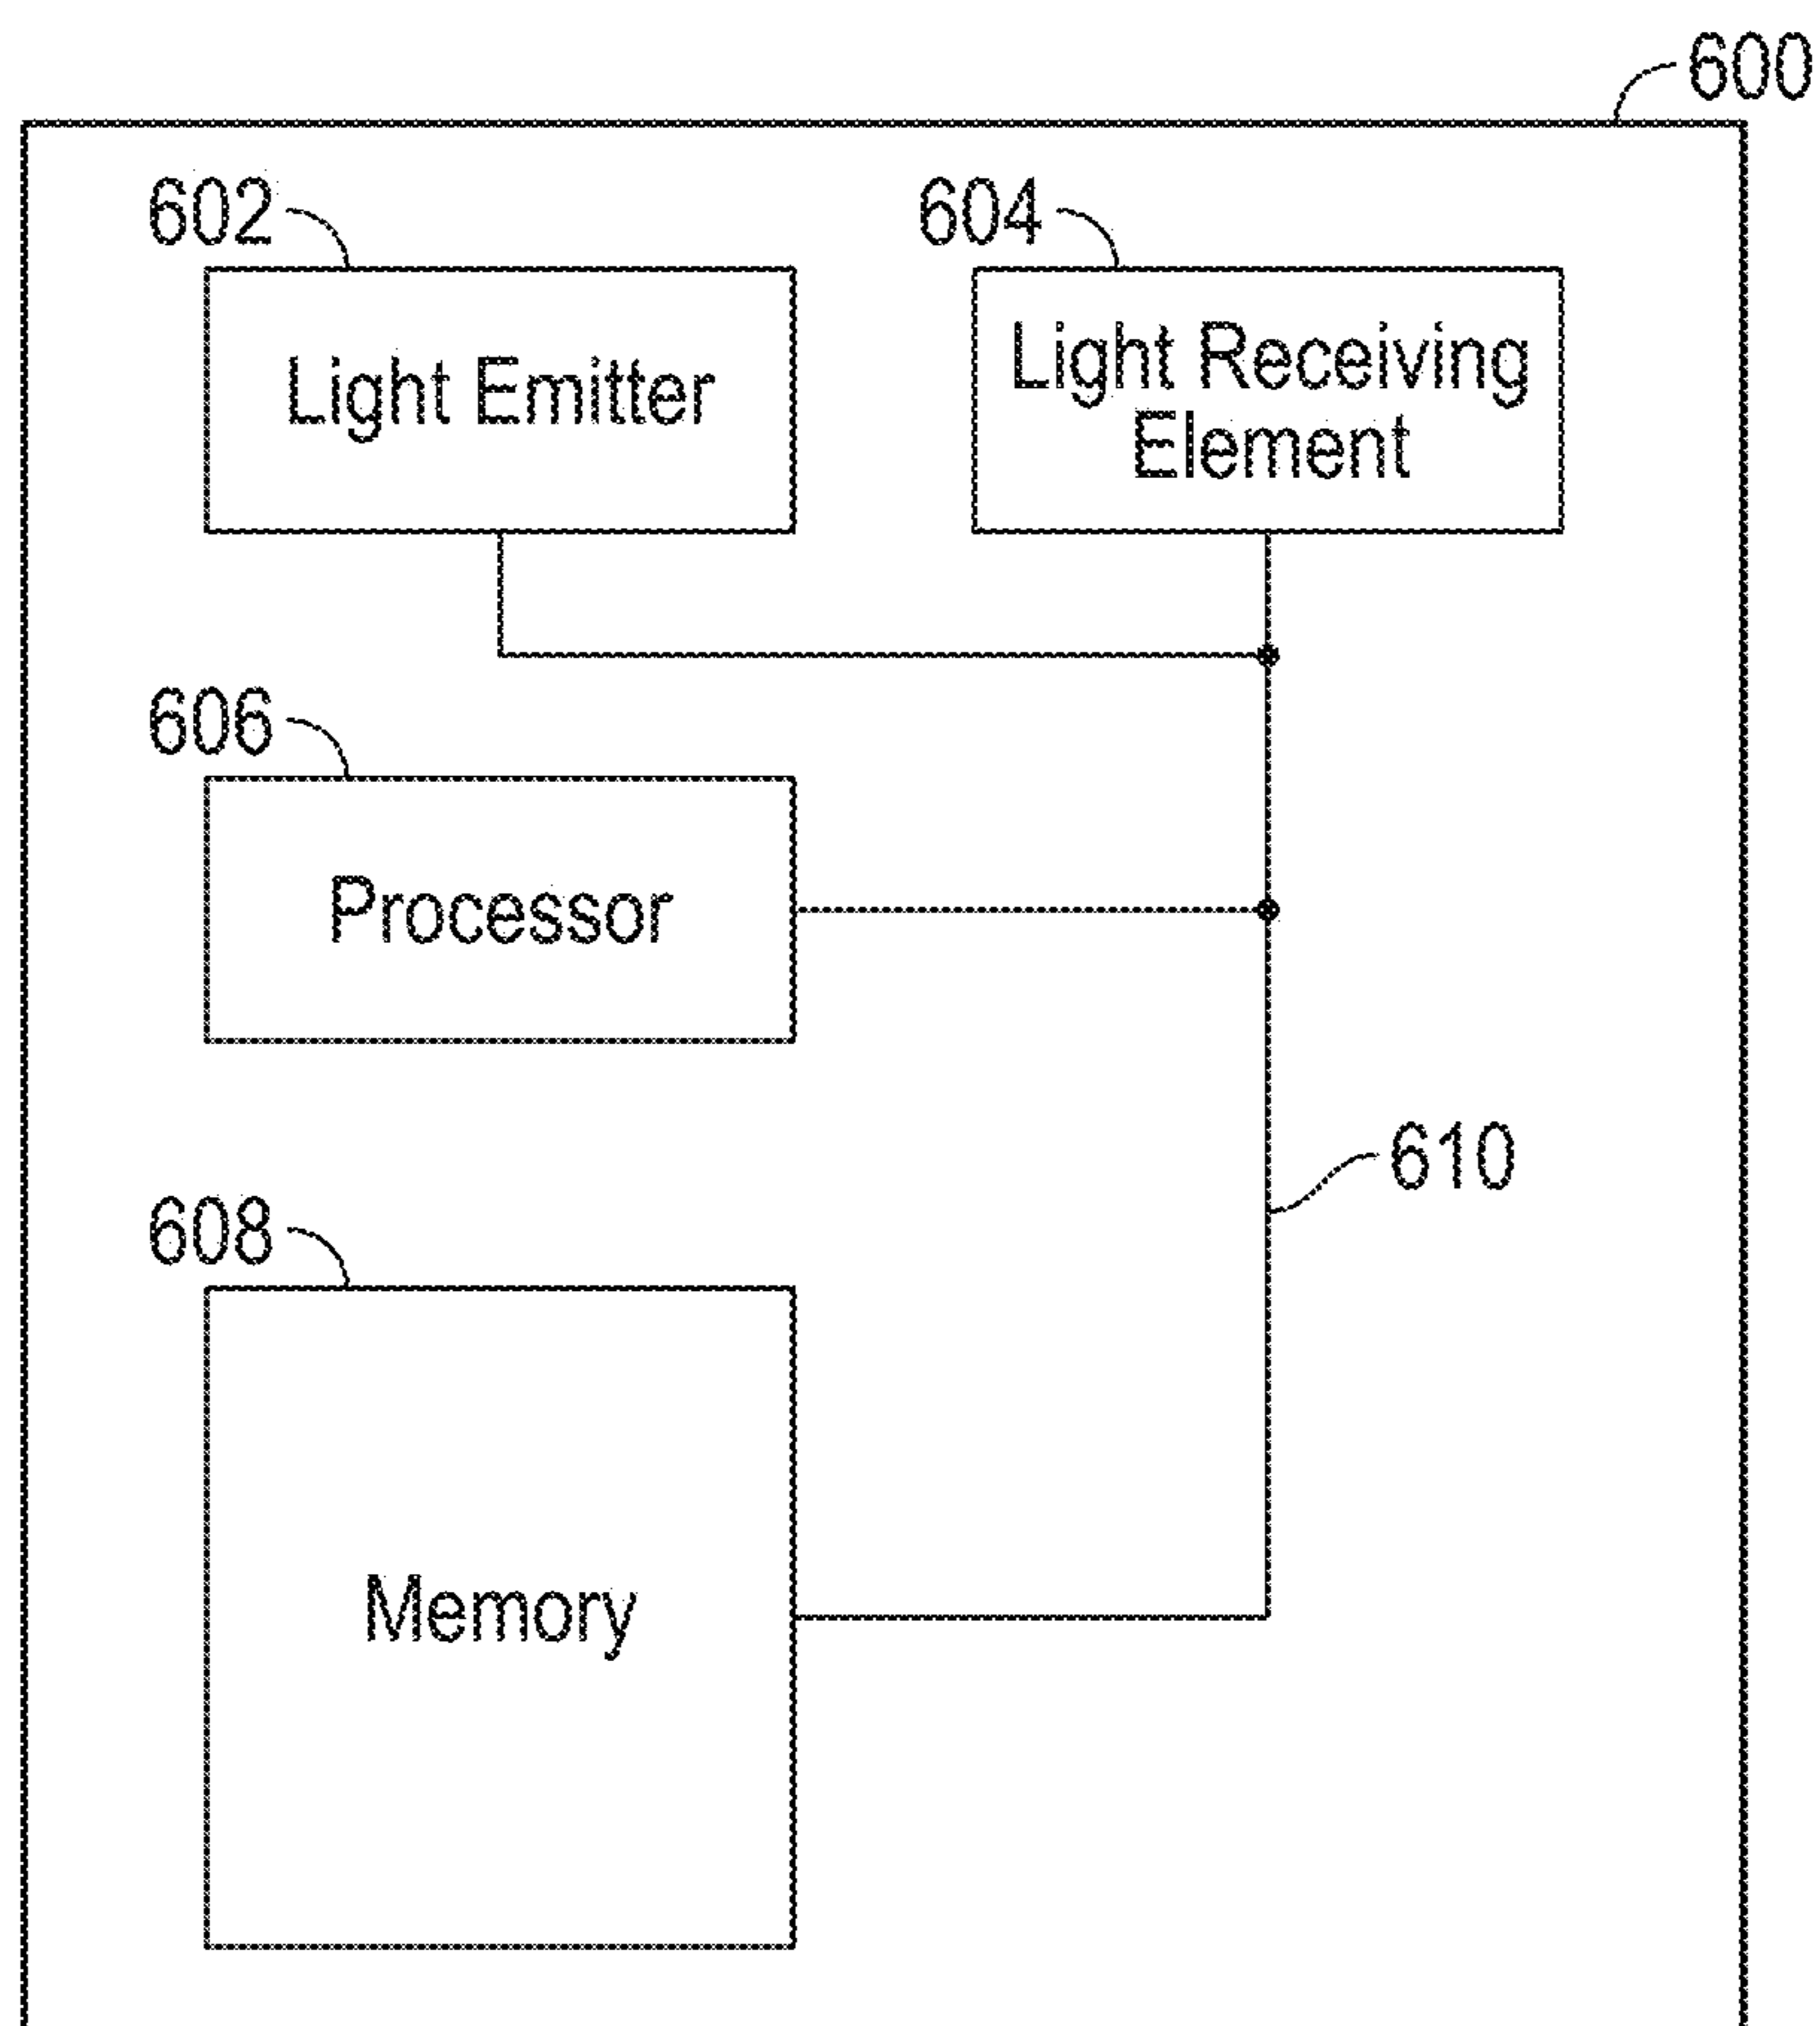 600
602
604
Light Emitter
Light Receiving
Element
606
Processor
610
608
Memory